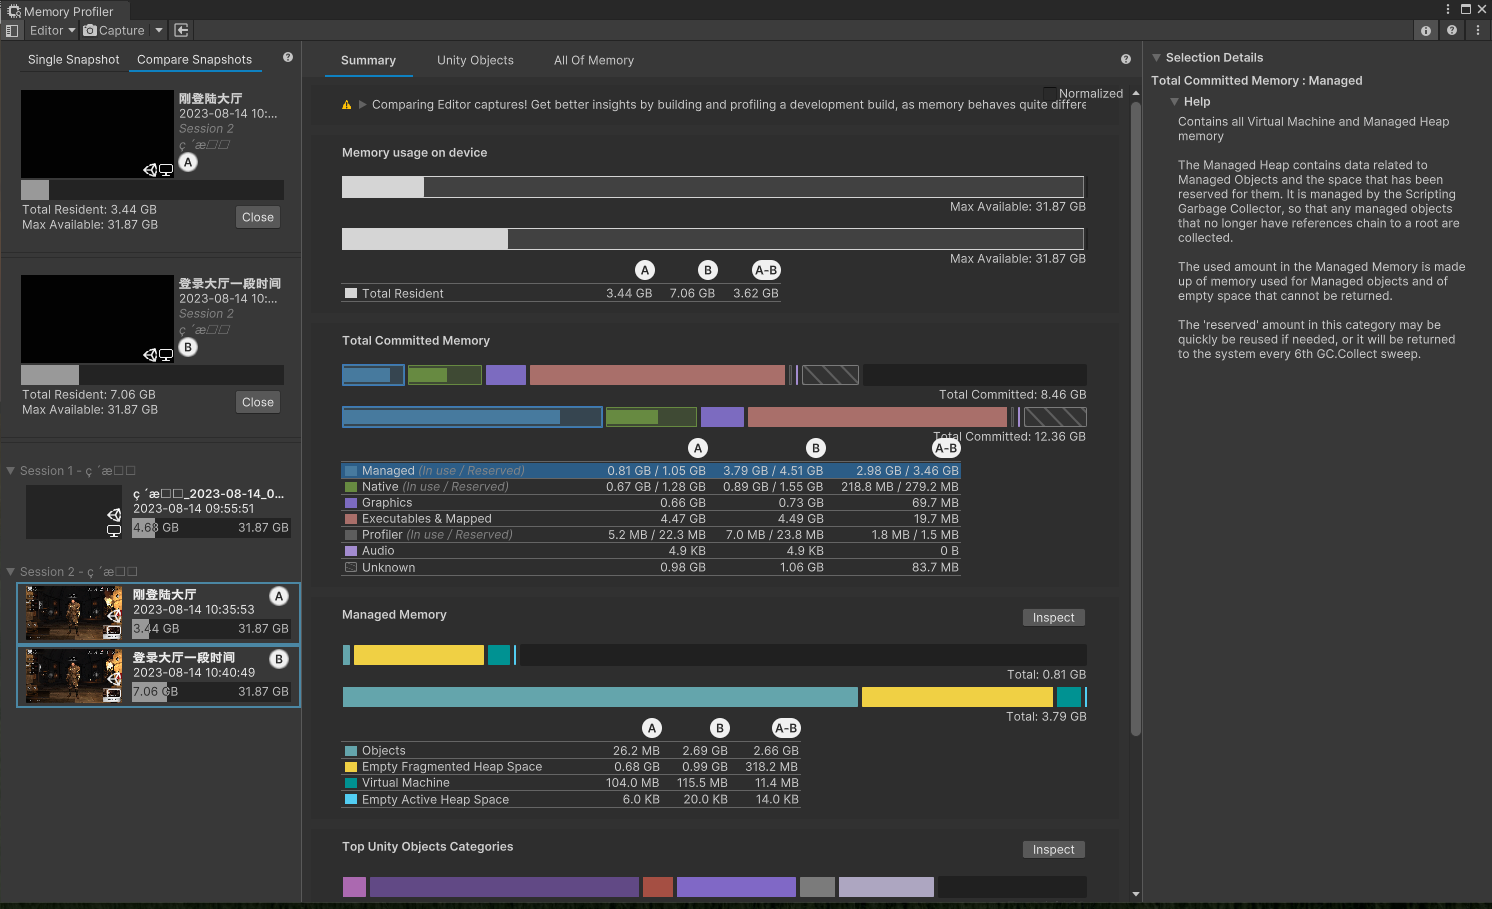 Memory Profiler
Editor
Capture
Single Snapshot
Compare Snapshots
刚登陆大厅
2023-08-14 10:...
Session 2
ç ´æ□□
A
Total Resident: 3.44 GB
Max Available: 31.87 GB
Close
登录大厅一段时间
2023-08-14 10:...
Session 2
ç ´æ□□
B
Total Resident: 7.06 GB
Max Available: 31.87 GB
Close
Session 1 - ç ´æ□□
ç ´æ□□_2023-08-14_0...
2023-08-14 09:55:51
4.68 GB 31.87 GB
Session 2 - ç ´æ□□
刚登陆大厅
A
2023-08-14 10:35:53
3.44 GB 31.87 GB
登录大厅一段时间
B
2023-08-14 10:40:49
7.06 GB 31.87 GB
Summary
Unity Objects
All Of Memory
Normalized
Comparing Editor captures! Get better insights by building and profiling a development build, as memory behaves quite differe
Memory usage on device
Max Available: 31.87 GB
Max Available: 31.87 GB
A B A-B
Total Resident 3.44 GB 7.06 GB 3.62 GB
Total Committed Memory
Total Committed: 8.46 GB
Total Committed: 12.36 GB
A B A-B
Managed (In use / Reserved) 0.81 GB / 1.05 GB 3.79 GB / 4.51 GB 2.98 GB / 3.46 GB
Native (In use / Reserved) 0.67 GB / 1.28 GB 0.89 GB / 1.55 GB 218.8 MB / 279.2 MB
Graphics 0.66 GB 0.73 GB 69.7 MB
Executables & Mapped 4.47 GB 4.49 GB 19.7 MB
Profiler (In use / Reserved) 5.2 MB / 22.3 MB 7.0 MB / 23.8 MB 1.8 MB / 1.5 MB
Audio 4.9 KB 4.9 KB 0 B
Unknown 0.98 GB 1.06 GB 83.7 MB
Managed Memory
Inspect
Total: 0.81 GB
Total: 3.79 GB
A B A-B
Objects 26.2 MB 2.69 GB 2.66 GB
Empty Fragmented Heap Space 0.68 GB 0.99 GB 318.2 MB
Virtual Machine 104.0 MB 115.5 MB 11.4 MB
Empty Active Heap Space 6.0 KB 20.0 KB 14.0 KB
Top Unity Objects Categories
Inspect
Selection Details
Total Committed Memory : Managed
Help
Contains all Virtual Machine and Managed Heap
memory
The Managed Heap contains data related to
Managed Objects and the space that has been
reserved for them. It is managed by the Scripting
Garbage Collector, so that any managed objects
that no longer have references chain to a root are
collected.
The used amount in the Managed Memory is made
up of memory used for Managed objects and of
empty space that cannot be returned.
The 'reserved' amount in this category may be
quickly be reused if needed, or it will be returned
to the system every 6th GC.Collect sweep.